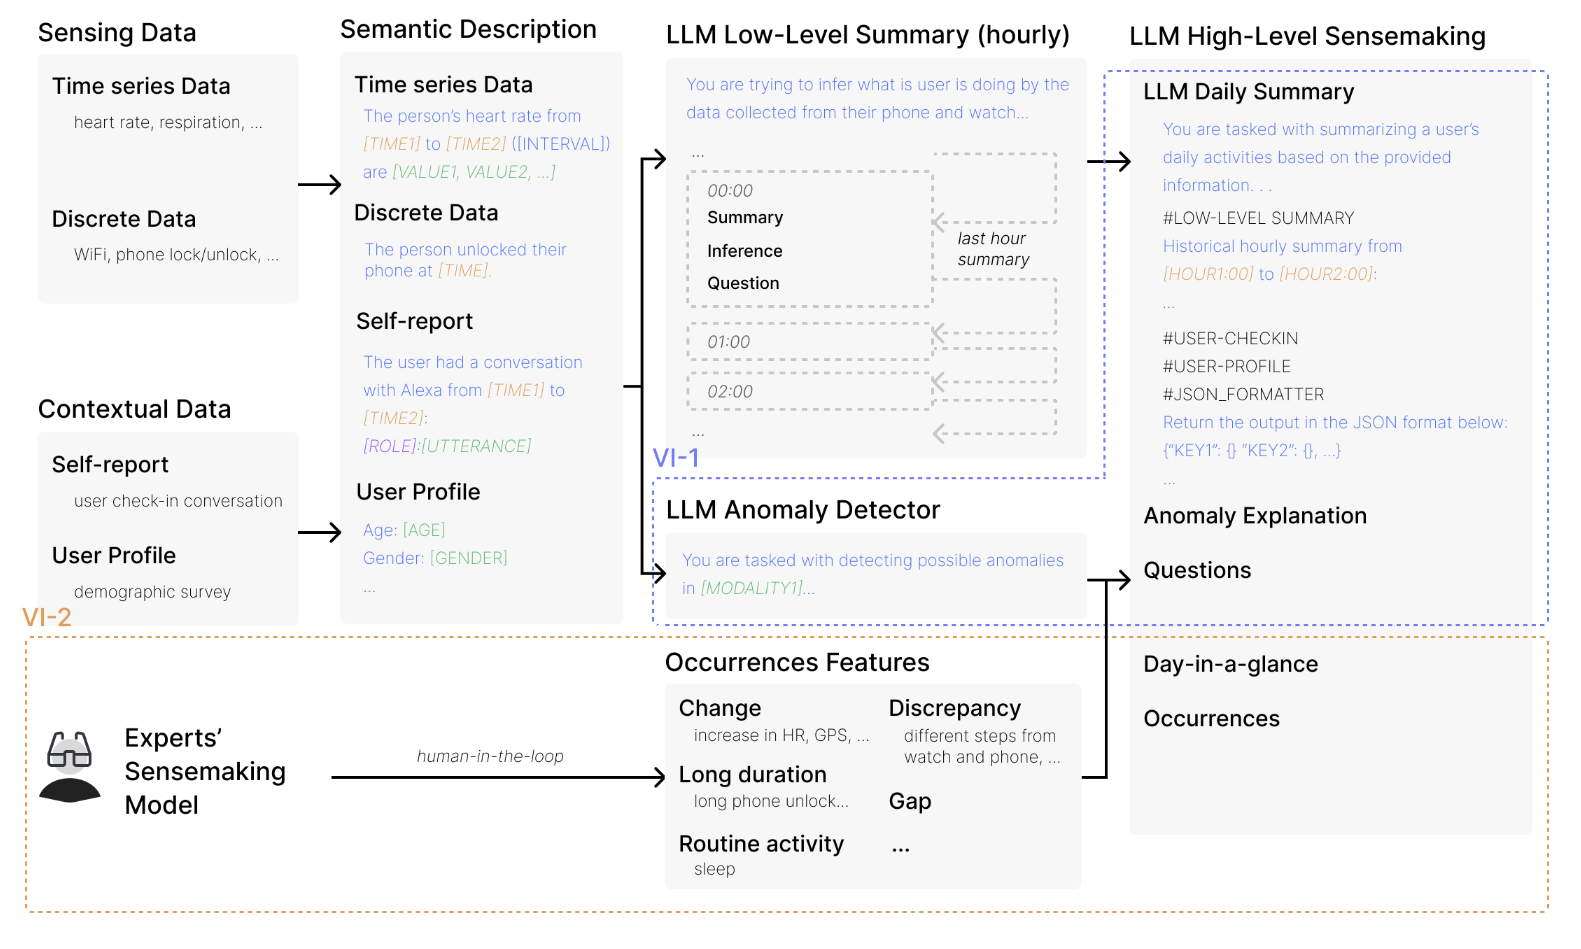 Sensing Data
Time series Data
heart rate, respiration, ...
Discrete Data
WiFi, phone lock/unlock, ...
Contextual Data
Self-report
user check-in conversation
User Profile
demographic survey
Semantic Description
Time series Data
The person's heart rate from
[TIME1] to [TIME2] ([INTERVAL])
are [VALUE1, VALUE2, ...]
Discrete Data
The person unlocked their
phone at [TIME].
Self-report
The user had a conversation
with Alexa from [TIME1] to
[TIME2]:
[ROLE]:[UTTERANCE]
User Profile
Age: [AGE]
Gender: [GENDER]
...
LLM Low-Level Summary (hourly)
You are trying to infer what is user is doing by the
data collected from their phone and watch...
...
00:00
Summary
Inference
Question
last hour
summary
01:00
02:00
...
VI-1
LLM Anomaly Detector
You are tasked with detecting possible anomalies
in [MODALITY1]...
LLM High-Level Sensemaking
LLM Daily Summary
You are tasked with summarizing a user's
daily activities based on the provided
information. . .
#LOW-LEVEL SUMMARY
Historical hourly summary from
[HOUR1:00] to [HOUR2:00]:
...
#USER-CHECKIN
#USER-PROFILE
#JSON_FORMATTER
Return the output in the JSON format below:
{“KEY1”: {} “KEY2”: {}, ...}
...
Anomaly Explanation
Questions
Day-in-a-glance
Occurrences
VI-2
Experts’
Sensemaking
Model
human-in-the-loop
Occurrences Features
Change
increase in HR, GPS, ...
Long duration
long phone unlock...
Routine activity
sleep
Discrepancy
different steps from
watch and phone, ...
Gap
...